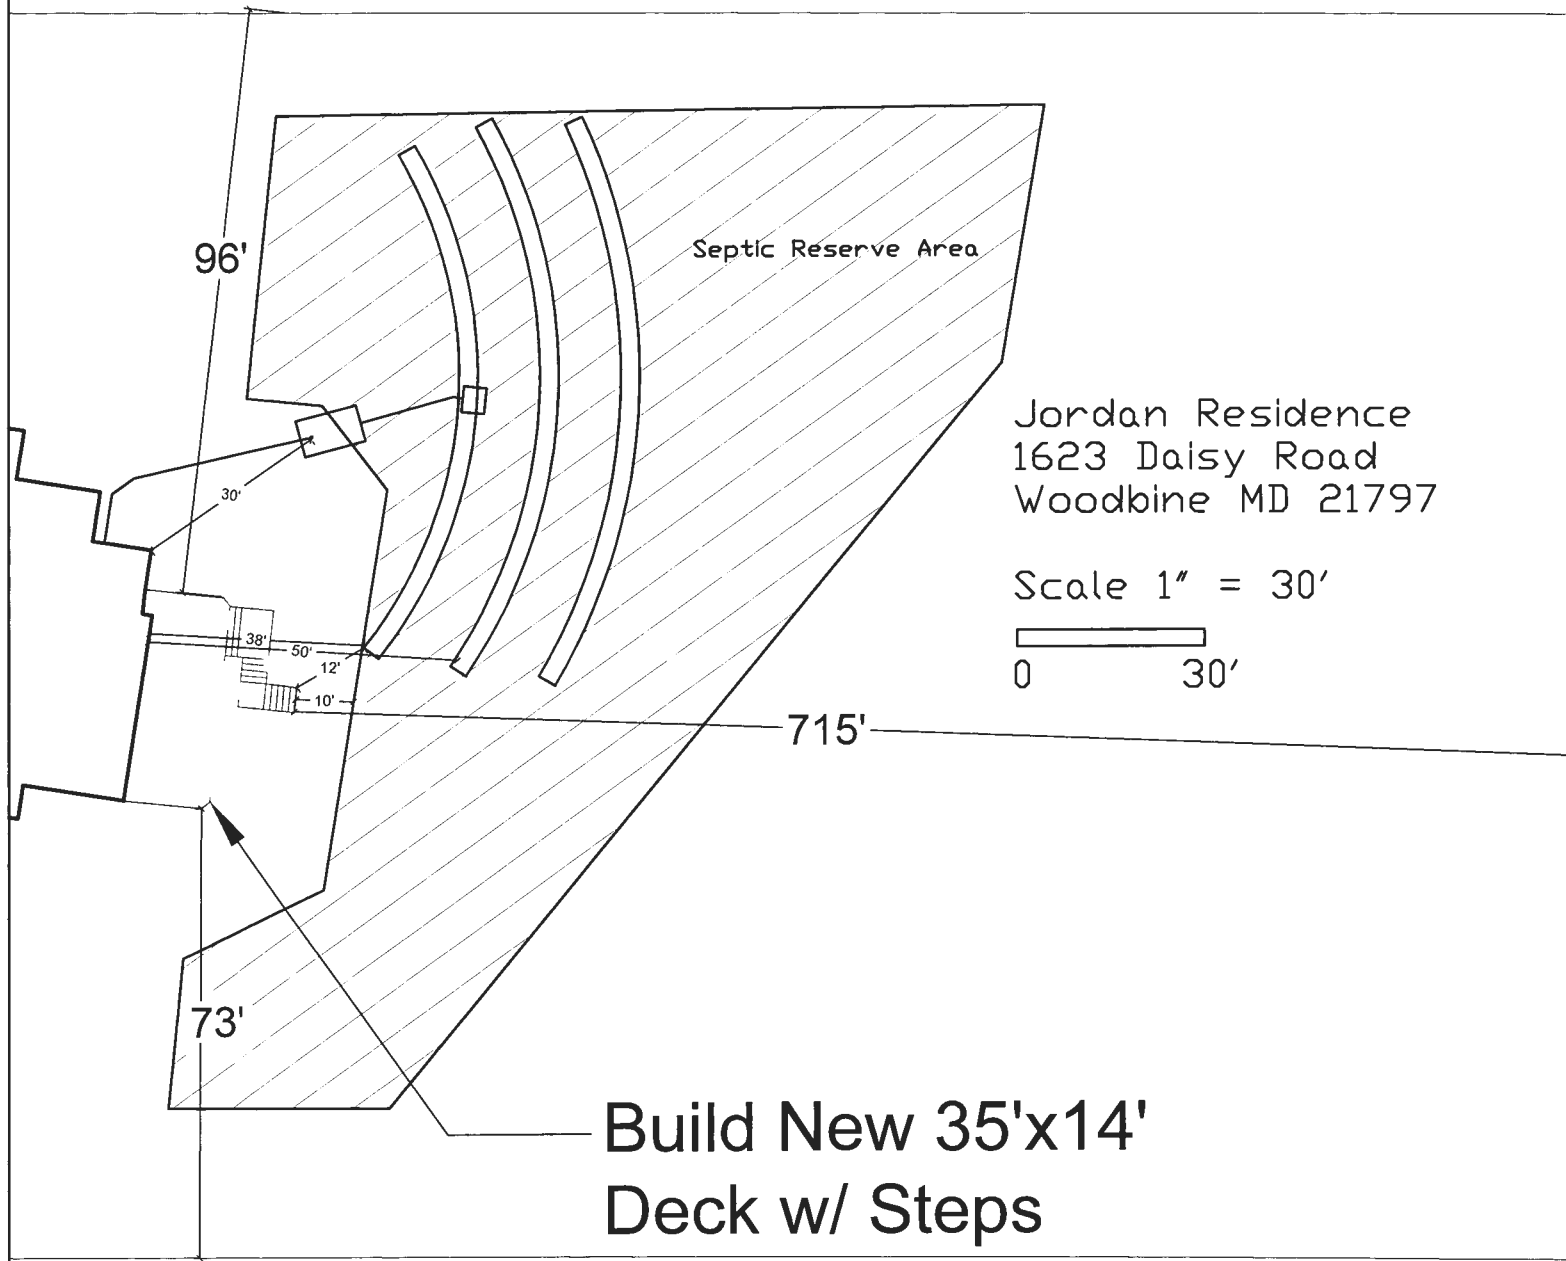 96'
Septic Reserve Area
Jordan Residence
1623 Daisy Road
Woodbine MD 21797
30'
Scale 1" = 30'
38'
50'
12'
0 30'
10'
715'
73'
Build New 35'x14'
Deck w/ Steps